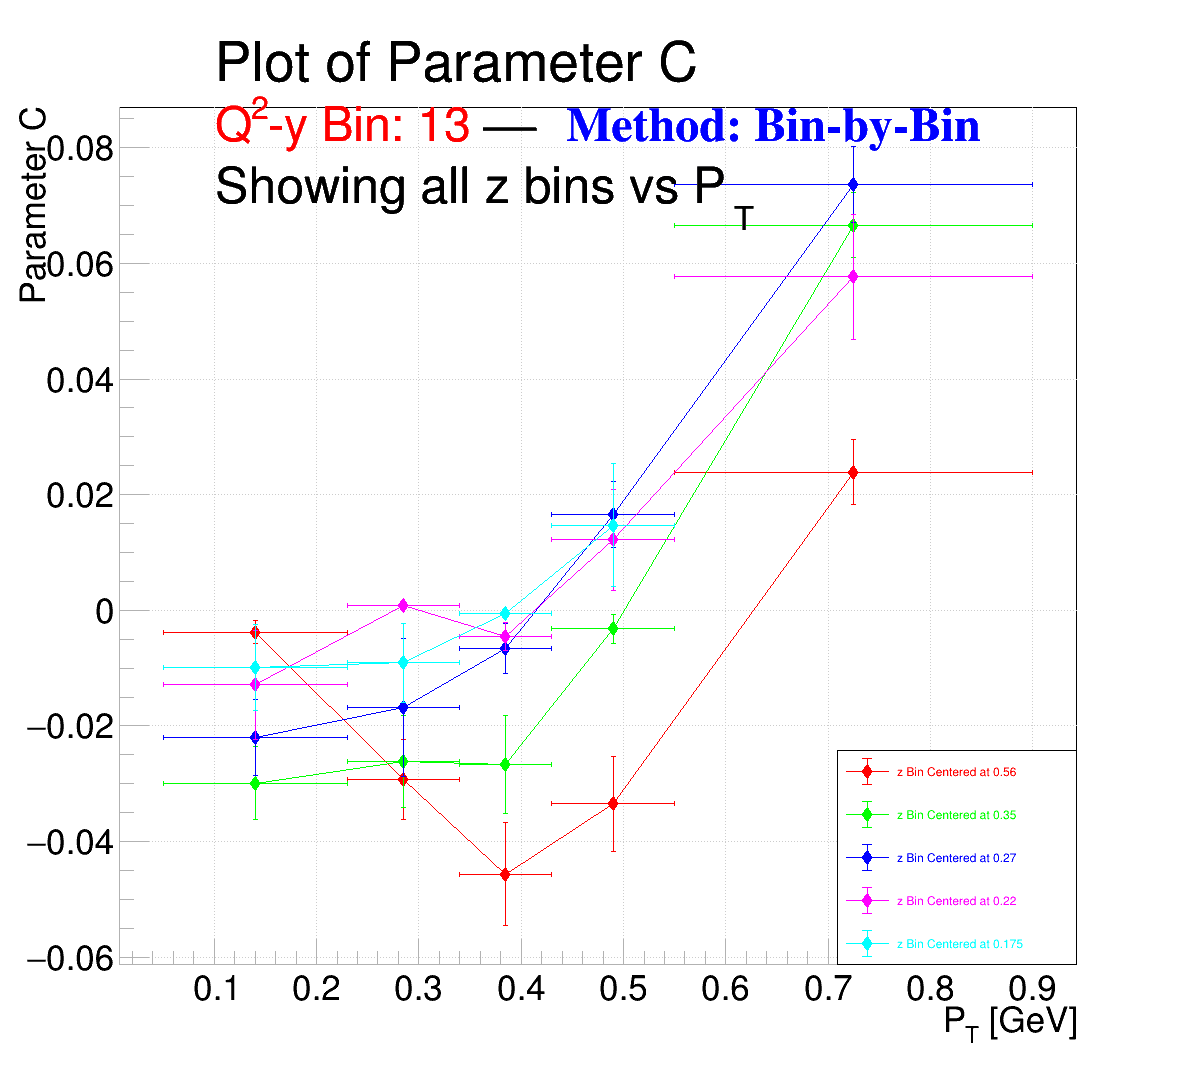 Plot of Parameter C
Q²-y Bin: 13 — Method: Bin-by-Bin
Showing all z bins vs P_T
Parameter C
0.08
0.06
0.04
0.02
0
−0.02
−0.04
−0.06
z Bin Centered at 0.56
z Bin Centered at 0.35
z Bin Centered at 0.27
z Bin Centered at 0.22
z Bin Centered at 0.175
0.1 0.2 0.3 0.4 0.5 0.6 0.7 0.8 0.9
P_T [GeV]